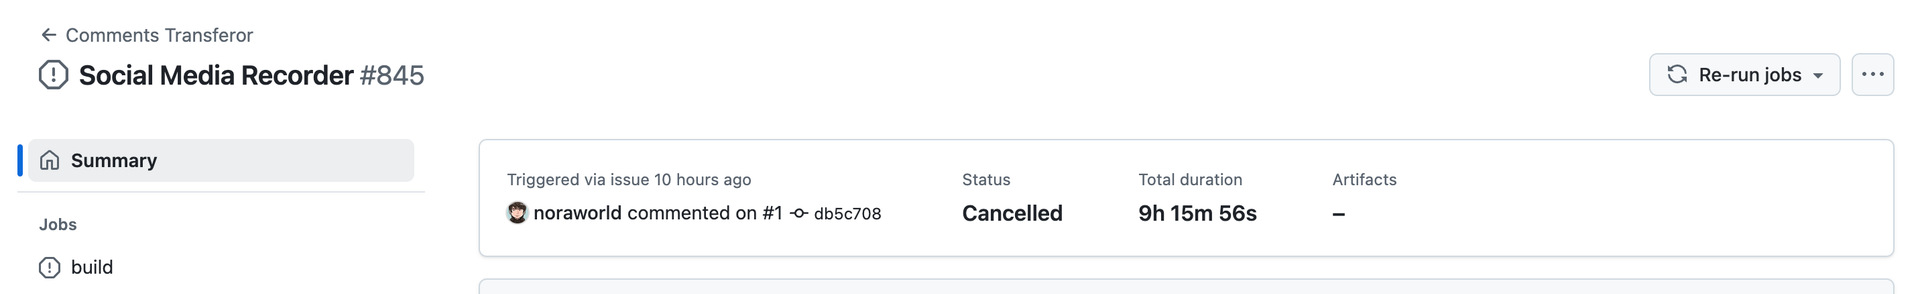 ← Comments Transferor
Social Media Recorder #845
Re-run jobs
Summary
Jobs
build
Triggered via issue 10 hours ago
noraworld commented on #1 db5c708
Status
Cancelled
Total duration
9h 15m 56s
Artifacts
–